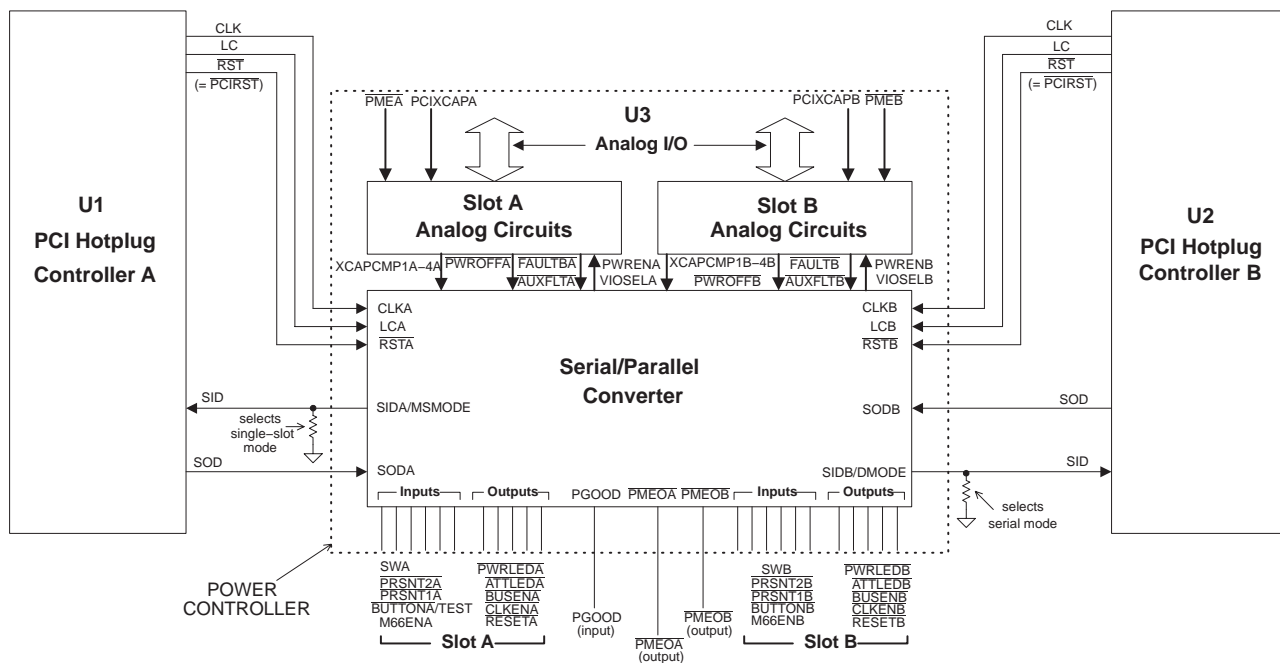 U1
PCI Hotplug
Controller A
CLK
LC
RST
(= PCIRST)
PMEA PCIXCAPA
U3
Analog I/O
PCIXCAPB PMEB
CLK
LC
RST
(= PCIRST)
U2
PCI Hotplug
Controller B
Slot A
Analog Circuits
Slot B
Analog Circuits
XCAPCMP1A–4A PWROFFA FAULTBA PWRENA
AUXFLTA VIOSELA
XCAPCMP1B–4B FAULTB PWRENB
PWROFFB AUXFLTB VIOSELB
CLKA
LCA
RSTA
CLKB
LCB
RSTB
Serial/Parallel
Converter
SID
SIDA/MSMODE
selects
single–slot
mode
SOD
SODA
SODB
SOD
SIDB/DMODE
SID
selects
serial mode
Inputs Outputs PGOOD PMEOA PMEOB Inputs Outputs
POWER
CONTROLLER
SWA
PRSNT2A
PRSNT1A
BUTTONA/TEST
M66ENA
PWRLEDA
ATTLEDA
BUSENA
CLKENA
RESETA
Slot A
PGOOD
(input)
PMEOA
(output)
PMEOB
(output)
SWB
PRSNT2B
PRSNT1B
BUTTONB
M66ENB
PWRLEDB
ATTLEDB
BUSENB
CLKENB
RESETB
Slot B